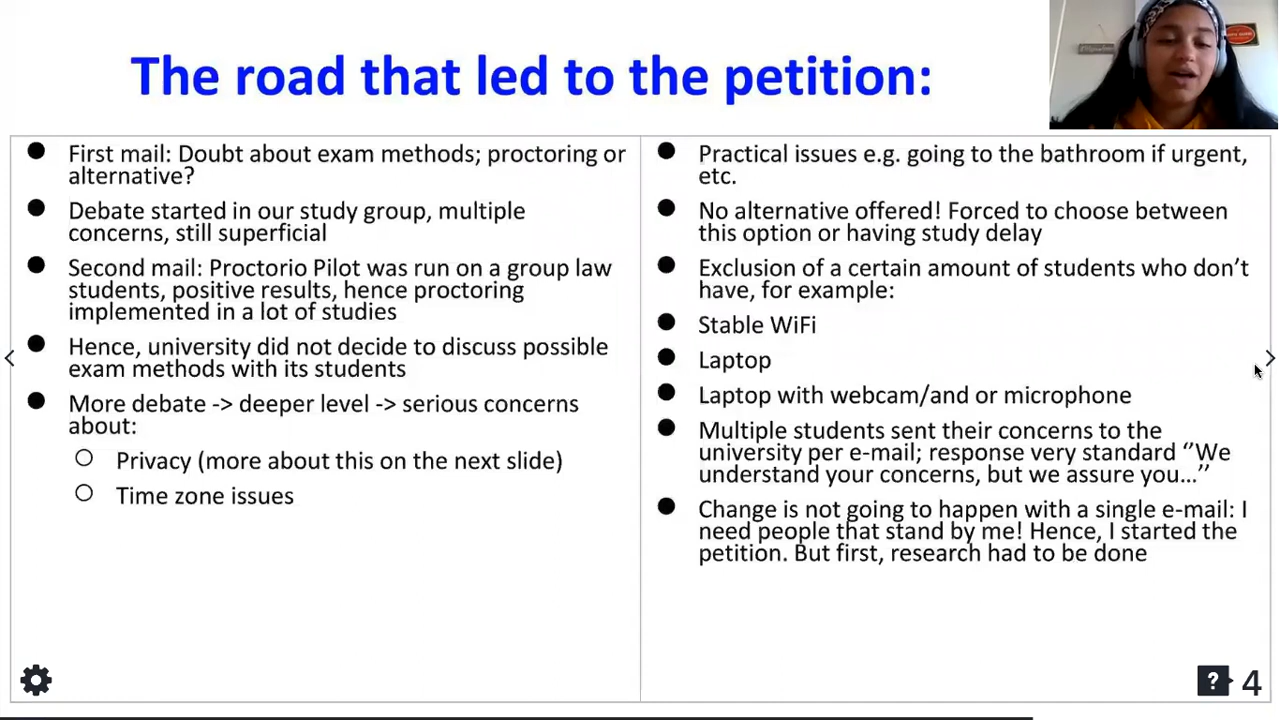 The road that led to the petition:
First mail: Doubt about exam methods; proctoring or
alternative?
Debate started in our study group, multiple
concerns, still superficial
Second mail: Proctorio Pilot was run on a group law
students, positive results, hence proctoring
implemented in a lot of studies
Hence, university did not decide to discuss possible
exam methods with its students
More debate -> deeper level -> serious concerns
about:
Privacy (more about this on the next slide)
Time zone issues
Practical issues e.g. going to the bathroom if urgent,
etc.
No alternative offered! Forced to choose between
this option or having study delay
Exclusion of a certain amount of students who don’t
have, for example:
Stable WiFi
Laptop
Laptop with webcam/and or microphone
Multiple students sent their concerns to the
university per e-mail; response very standard ‘’We
understand your concerns, but we assure you…’’
Change is not going to happen with a single e-mail: I
need people that stand by me! Hence, I started the
petition. But first, research had to be done
? 4